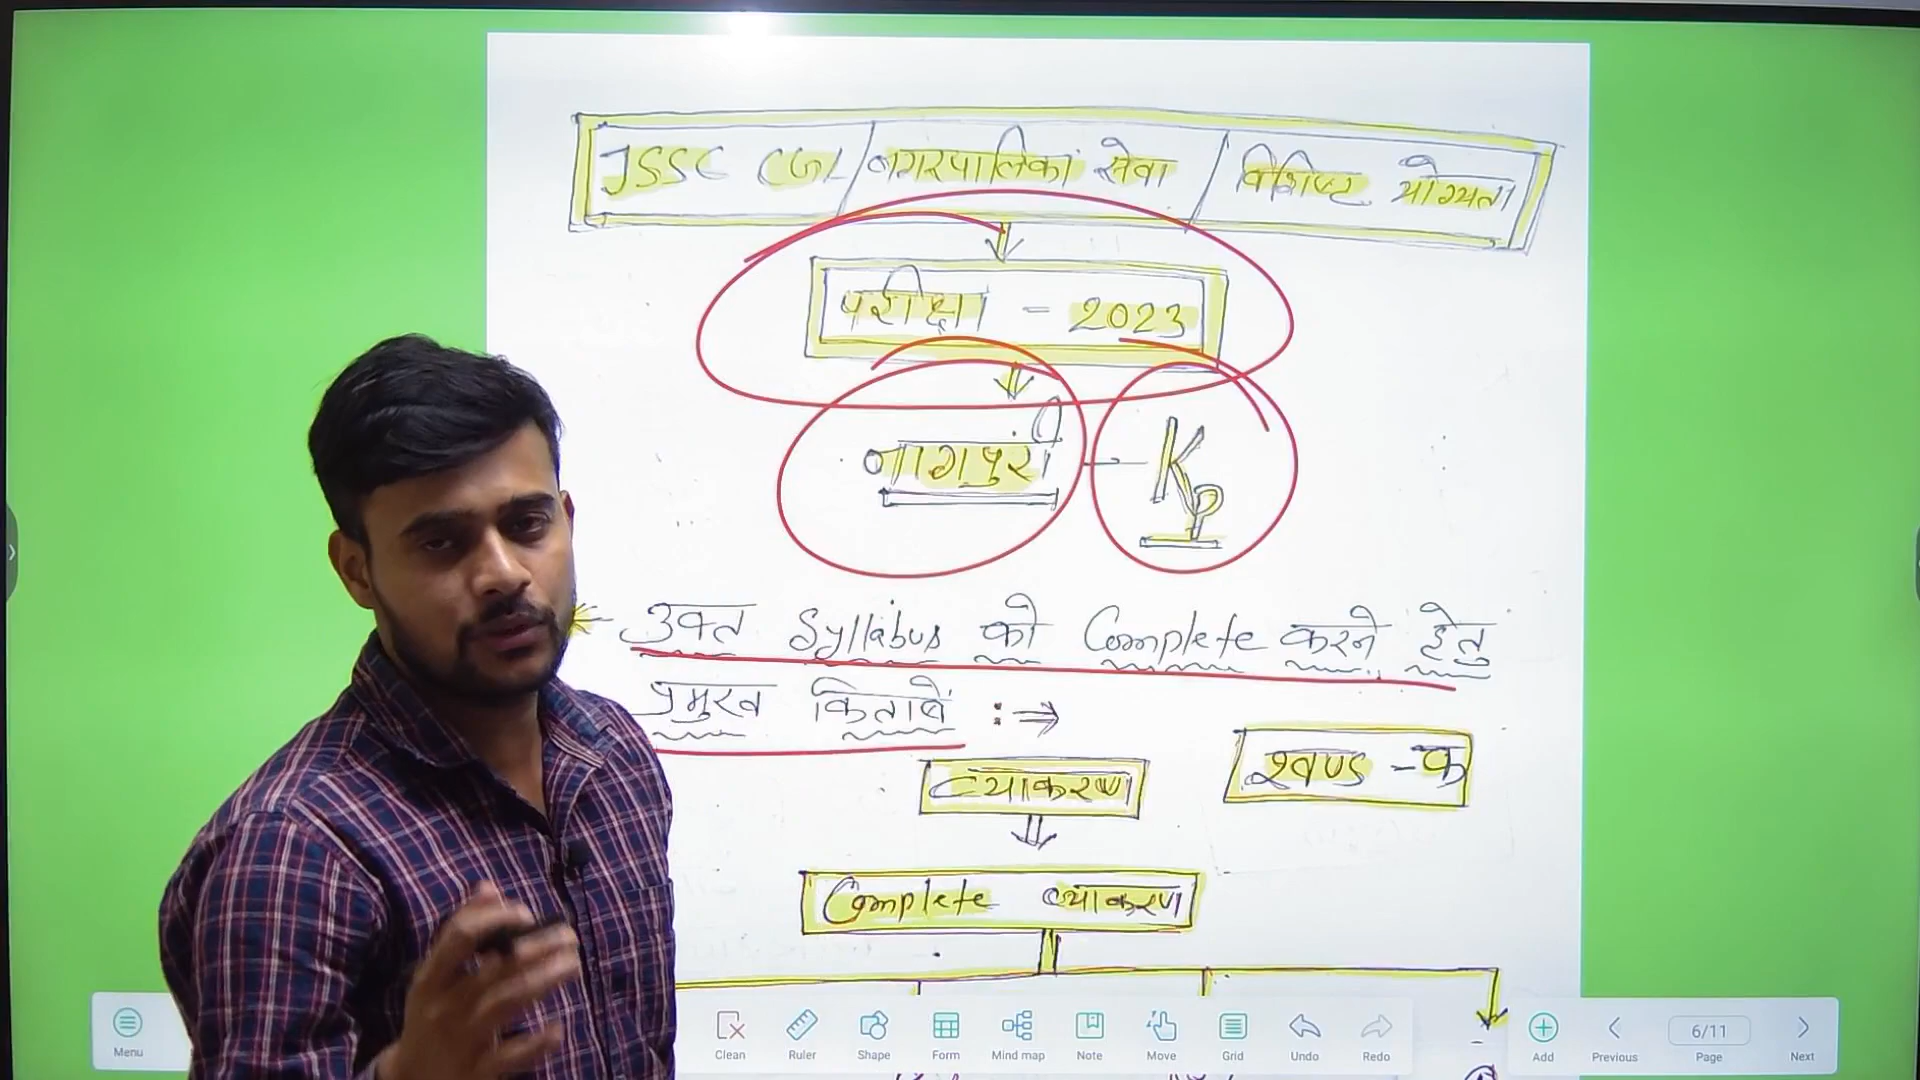 JSSC CGL / नगरपालिका सेवा / विशिष्ट योग्यता
परीक्षा - 2023
नागपुरी - KP
उक्त Syllabus को Complete करने हेतु
प्रमुख किताबें :⇒
व्याकरण
खण्ड - क
Complete व्याकरण
Menu
Clean
Ruler
Shape
Form
Mind map
Note
Move
Grid
Undo
Redo
Add
Previous
6/11
Page
Next